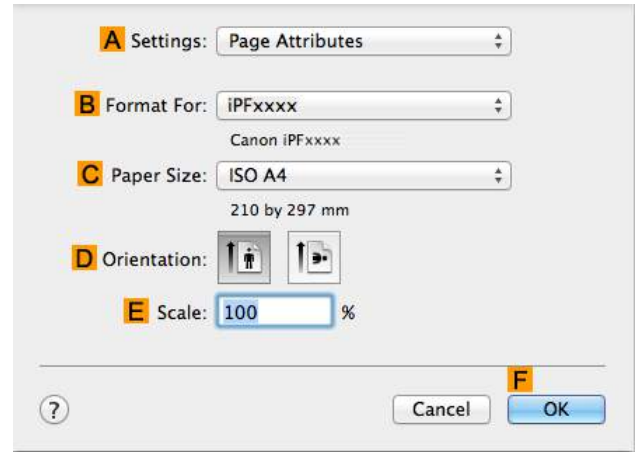 A Settings: Page Attributes
B Format For: iPFxxxx
Canon iPFxxxx
C Paper Size: ISO A4
210 by 297 mm
D Orientation:
E Scale: 100 %
F
? Cancel OK